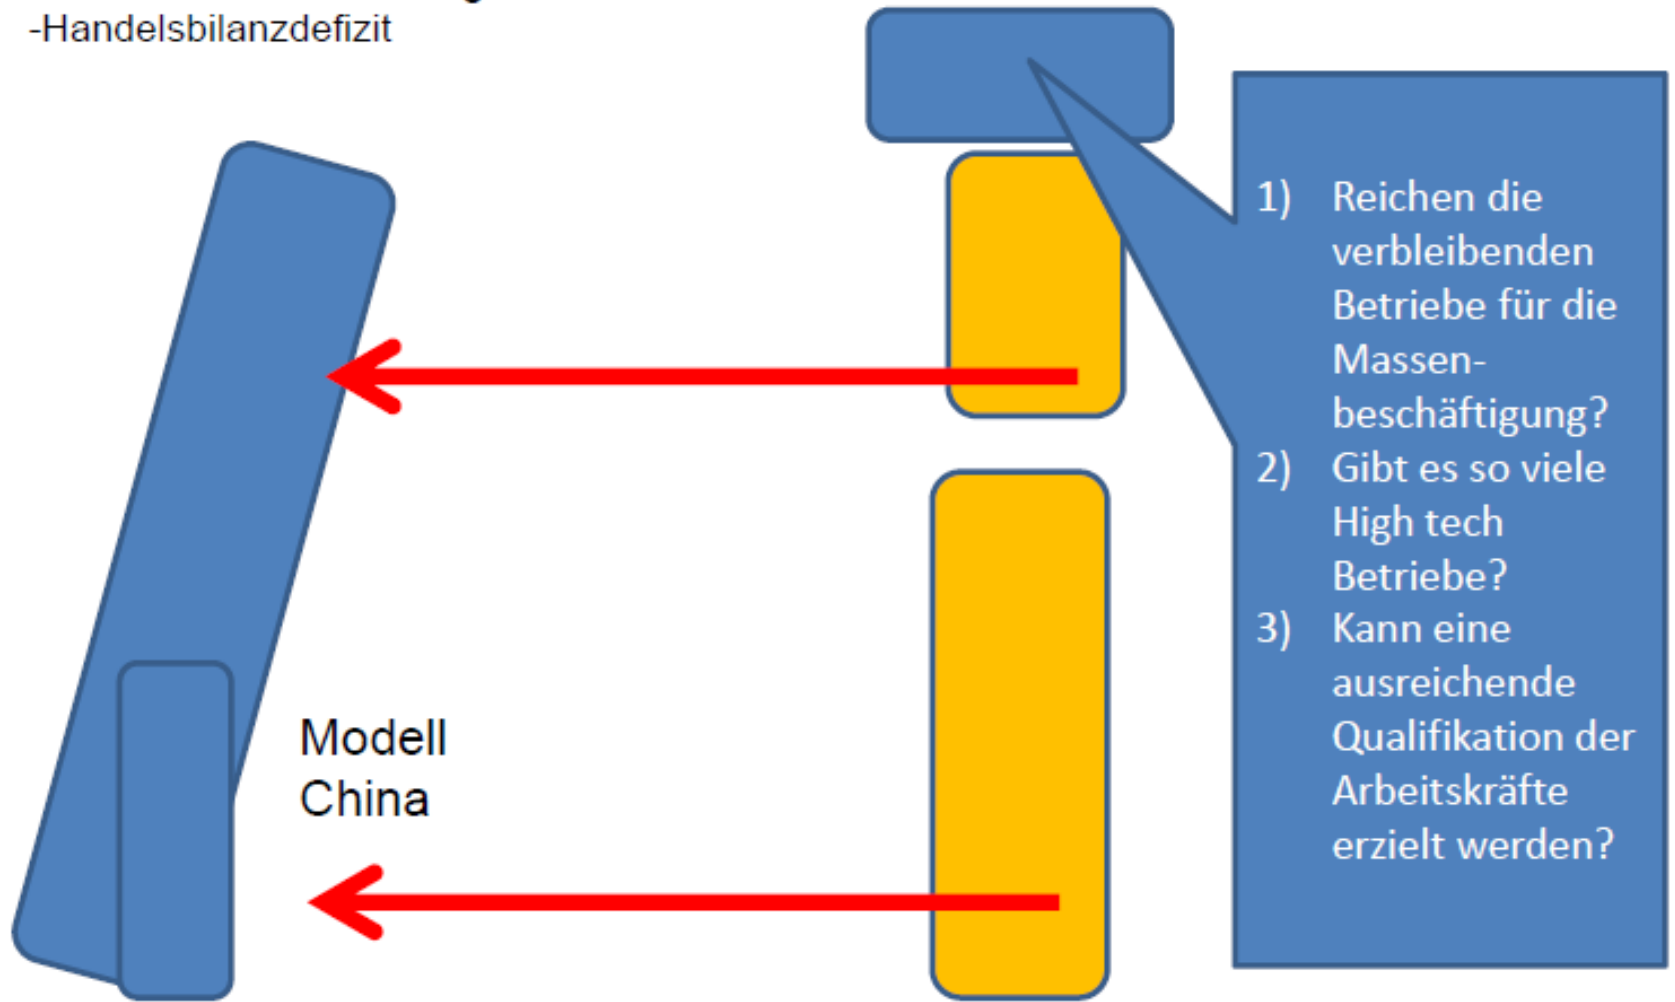 -Handelsbilanzdefizit
1) Reichen die
verbleibenden
Betriebe für die
Massen-
beschäftigung?
2) Gibt es so viele
High tech
Betriebe?
3) Kann eine
ausreichende
Qualifikation der
Arbeitskräfte
erzielt werden?
Modell
China